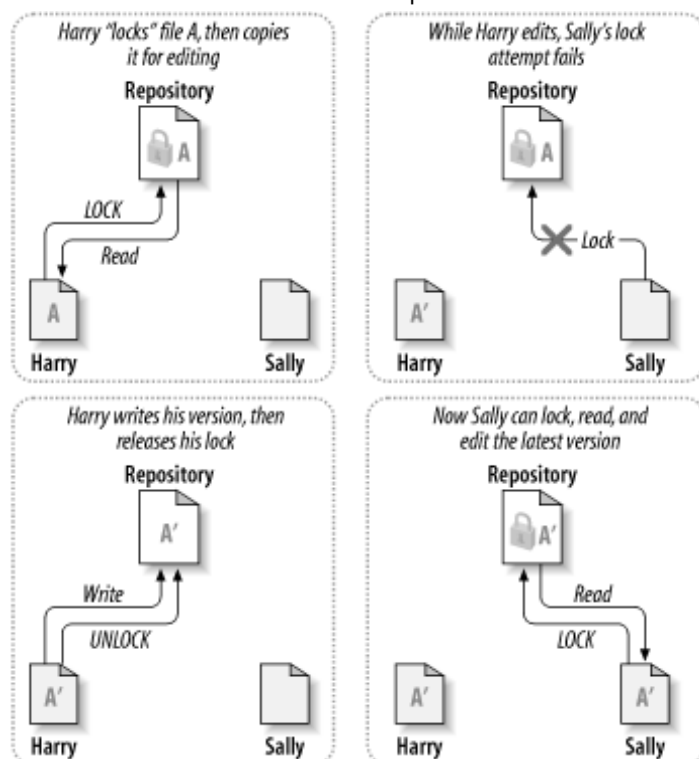 Harry “locks” file A, then copies
it for editing
Repository
A
LOCK
Read
A
Harry
Sally
While Harry edits, Sally’s lock
attempt fails
Repository
A
Lock
A’
Harry
Sally
Harry writes his version, then
releases his lock
Repository
A’
Write
UNLOCK
A’
Harry
Sally
Now Sally can lock, read, and
edit the latest version
Repository
A’
Read
LOCK
A’
A’
Harry
Sally